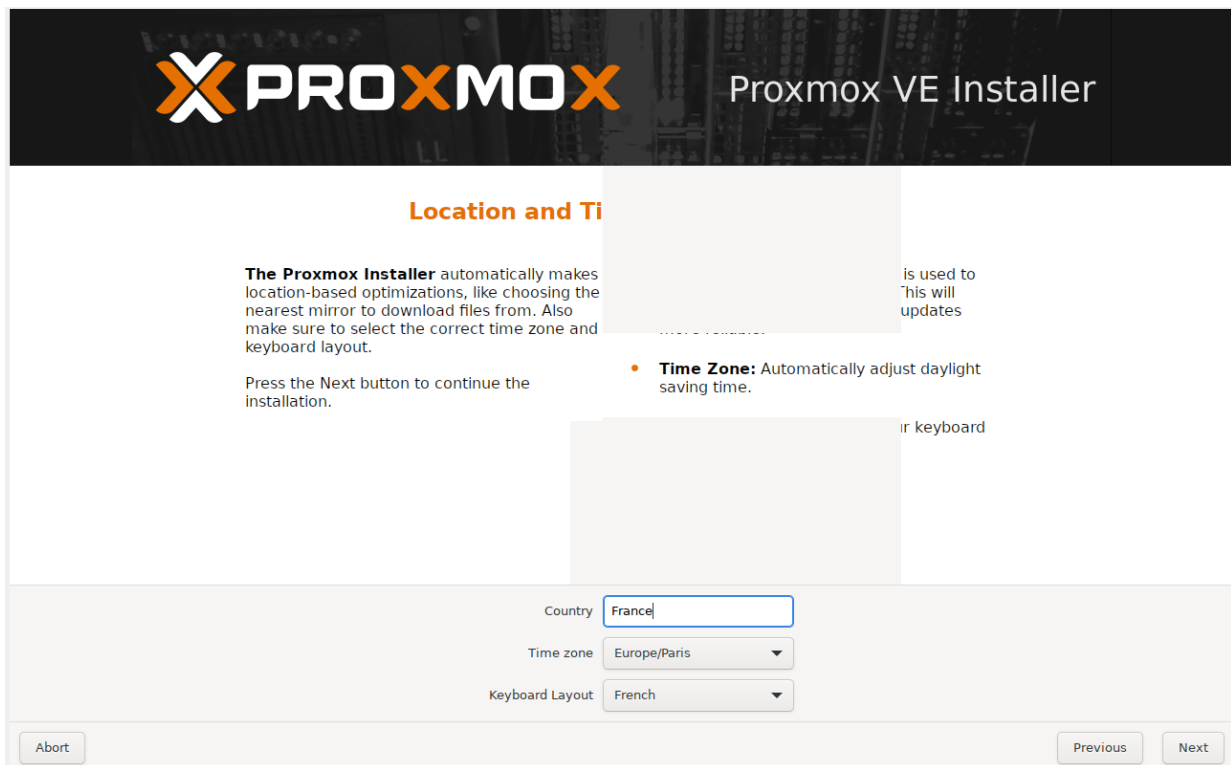 PROXMOX
Proxmox VE Installer
Location and Ti
The Proxmox Installer automatically makes
location-based optimizations, like choosing the
nearest mirror to download files from. Also
make sure to select the correct time zone and
keyboard layout.
Press the Next button to continue the
installation.
is used to
This will
updates
Time Zone: Automatically adjust daylight
saving time.
keyboard
Country France
Time zone Europe/Paris
Keyboard Layout French
Abort
Previous
Next